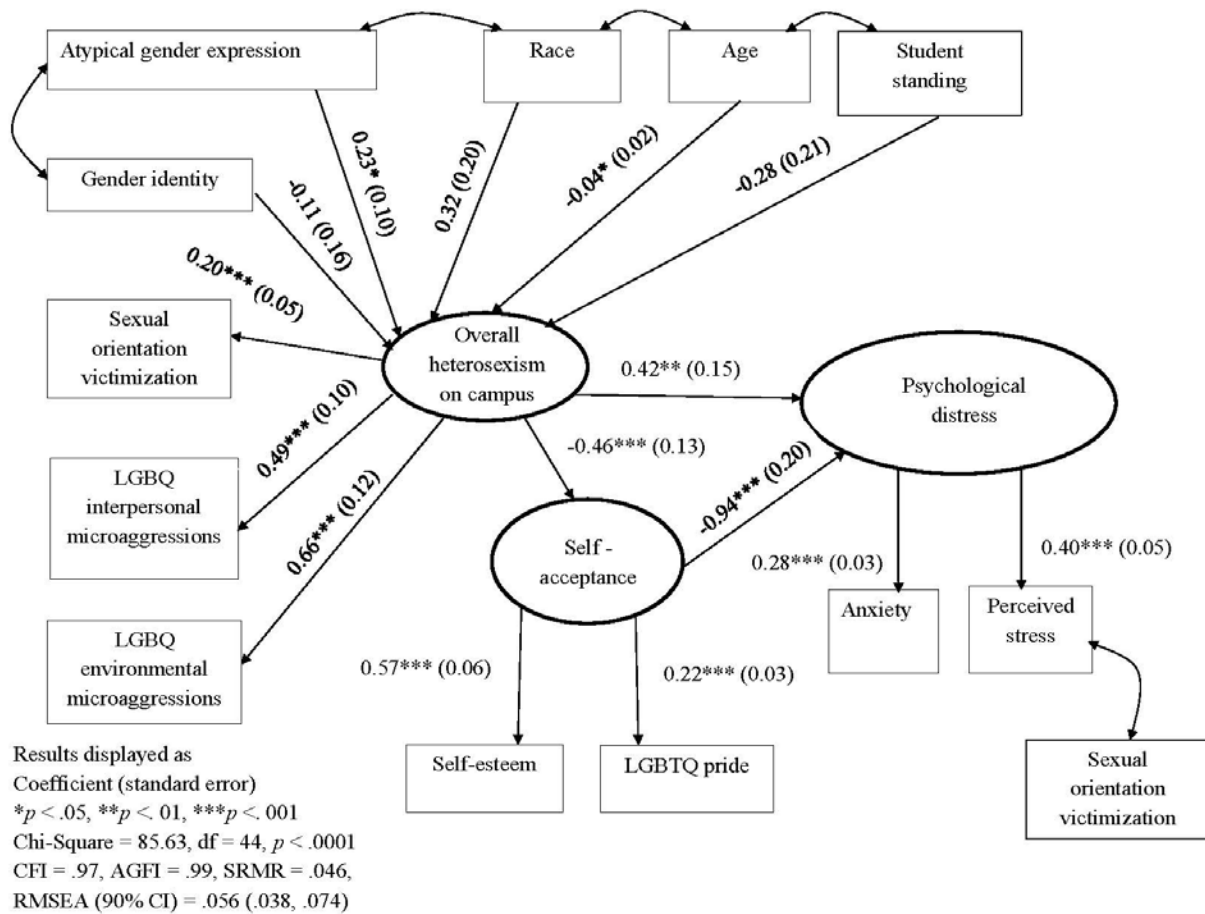 Atypical gender expression
Race
Age
Student
standing
Gender identity
0.23* (0.10)
-0.11 (0.16)
0.32 (0.20)
-0.04* (0.02)
-0.28 (0.21)
0.20*** (0.05)
Sexual
orientation
victimization
Overall
heterosexism
on campus
0.42** (0.15)
Psychological
distress
0.49*** (0.10)
-0.46*** (0.13)
LGBQ
interpersonal
microaggressions
0.66*** (0.12)
-0.94*** (0.20)
Self -
acceptance
0.28*** (0.03)
0.40*** (0.05)
Anxiety
Perceived
stress
LGBQ
environmental
microaggressions
0.57*** (0.06)
0.22*** (0.03)
Self-esteem
LGBTQ pride
Sexual
orientation
victimization
Results displayed as
Coefficient (standard error)
*p < .05, **p < .01, ***p < .001
Chi-Square = 85.63, df = 44, p < .0001
CFI = .97, AGFI = .99, SRMR = .046,
RMSEA (90% CI) = .056 (.038, .074)